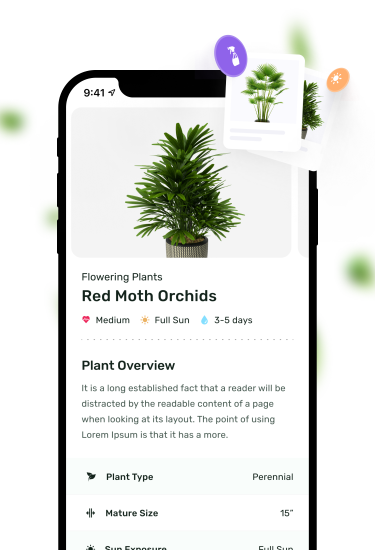 9:41
Flowering Plants
Red Moth Orchids
Medium Full Sun 3-5 days
Plant Overview
It is a long established fact that a reader will be
distracted by the readable content of a page
when looking at its layout. The point of using
Lorem Ipsum is that it has a more.
Plant Type Perennial
Mature Size 15"
Sun Exposure Full Sun